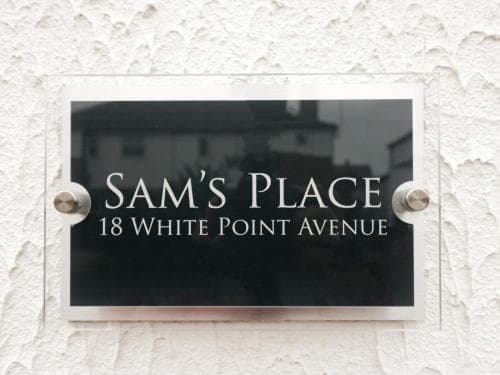 SAM'S PLACE
18 WHITE POINT AVENUE